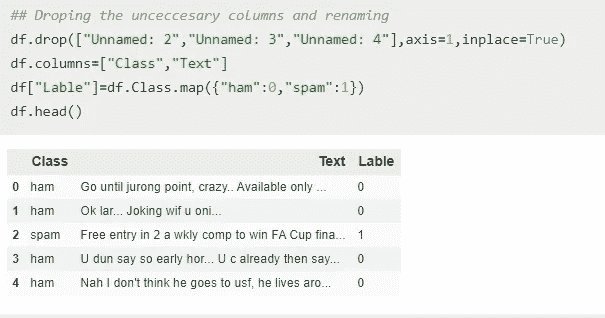 ## Droping the unceccesary columns and renaming
df.drop(["Unnamed: 2","Unnamed: 3","Unnamed: 4"],axis=1,inplace=True)
df.columns=["Class","Text"]
df["Lable"]=df.Class.map({"ham":0,"spam":1})
df.head()
Class Text Lable
0 ham Go until jurong point, crazy.. Available only ... 0
1 ham Ok lar... Joking wif u oni... 0
2 spam Free entry in 2 a wkly comp to win FA Cup fina... 1
3 ham U dun say so early hor... U c already then say... 0
4 ham Nah I don't think he goes to usf, he lives aro... 0